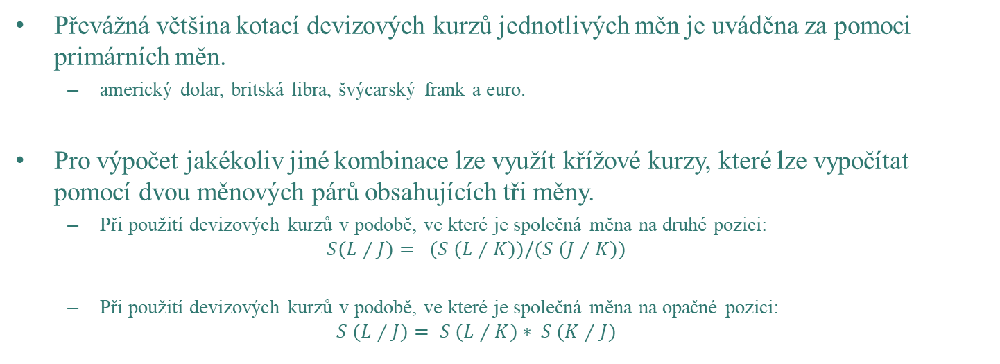 • Převážná většina kotací devizových kurzů jednotlivých měn je uváděna za pomoci
primárních měn.
– americký dolar, britská libra, švýcarský frank a euro.
• Pro výpočet jakékoliv jiné kombinace lze využít křížové kurzy, které lze vypočítat
pomocí dvou měnových párů obsahujících tři měny.
– Při použití devizových kurzů v podobě, ve které je společná měna na druhé pozici:
S(L / J) = (S (L / K))/(S (J / K))
– Při použití devizových kurzů v podobě, ve které je společná měna na opačné pozici:
S (L / J) = S (L / K) * S (K / J)